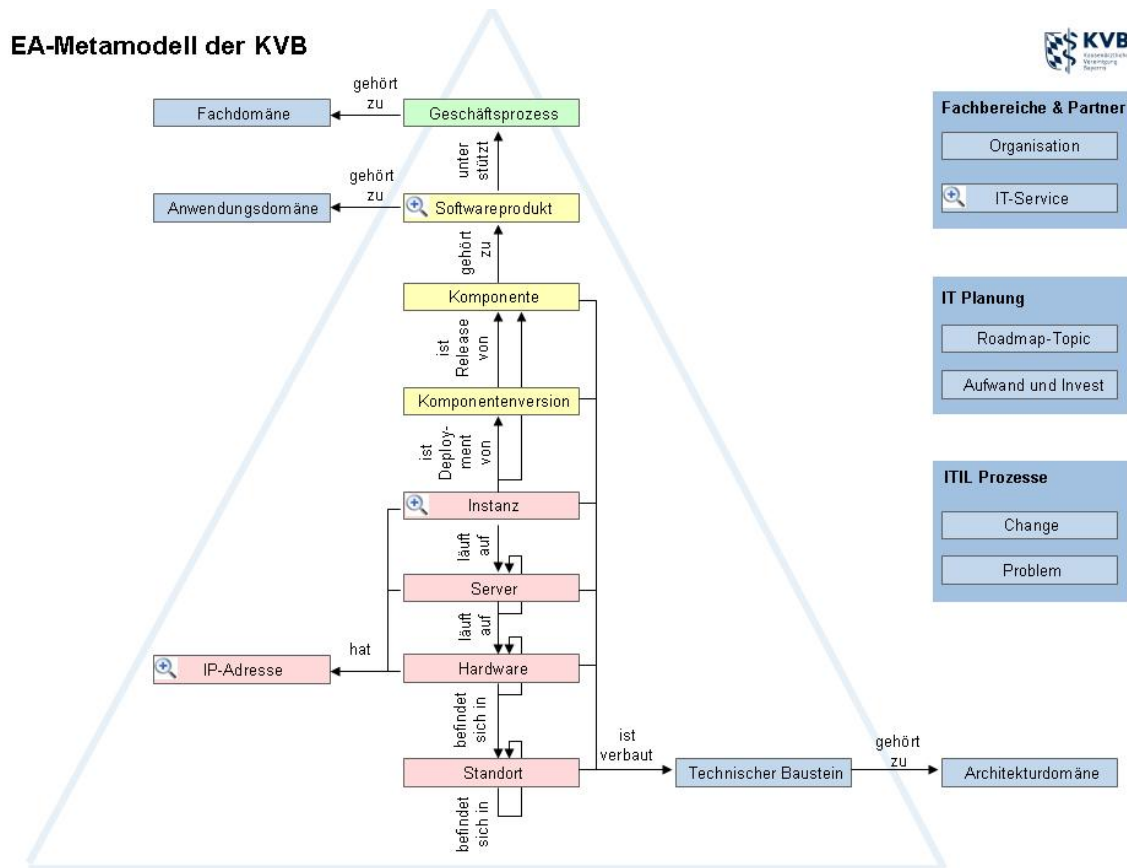 EA-Metamodell der KVB
KVB
Kassenärztliche
Vereinigung
Bayerns
gehört
zu
Fachdomäne
Geschäftsprozess
Fachbereiche & Partner
Organisation
unter
stützt
gehört
zu
IT-Service
Anwendungsdomäne
Softwareprodukt
gehört
zu
Komponente
IT Planung
Roadmap-Topic
ist
Release
von
Aufwand und Invest
Komponentenversion
ist
Deploy-
ment
von
ITIL Prozesse
Instanz
Change
läuft
auf
Problem
Server
läuft
auf
hat
IP-Adresse
Hardware
befindet
sich in
ist
verbaut
gehört
zu
Standort
Technischer Baustein
Architekturdomäne
befindet
sich in